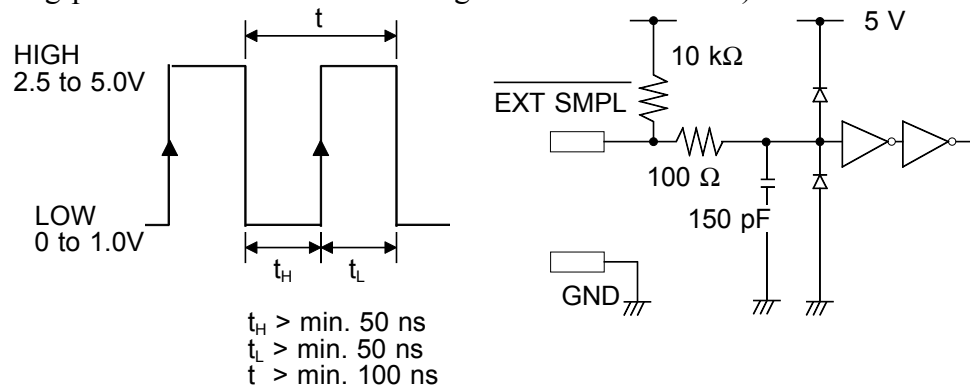 t
HIGH
2.5 to 5.0V
LOW
0 to 1.0V
tH tL
tH > min. 50 ns
tL > min. 50 ns
t > min. 100 ns
5 V
10 kΩ
EXT SMPL
100 Ω
150 pF
GND